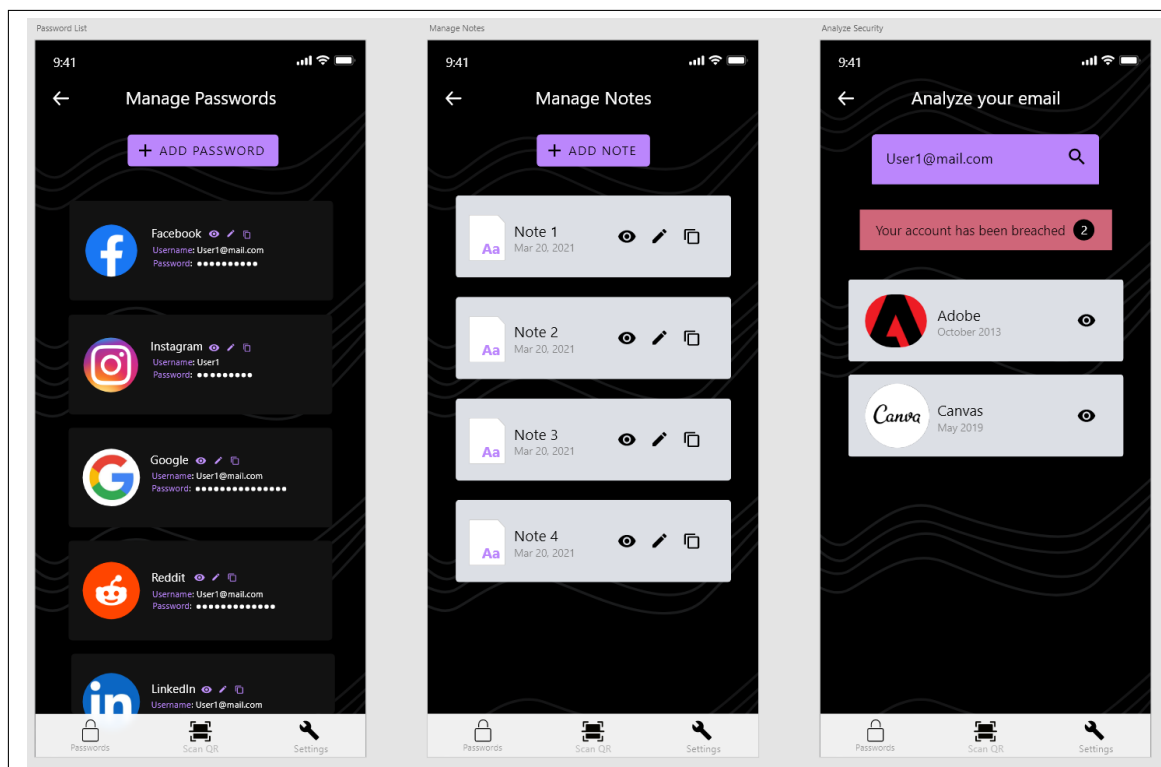 Password List
9:41
Manage Passwords
+ ADD PASSWORD
Facebook
Username: User1@mail.com
Password: ●●●●●●●●●●
Instagram
Username: User1
Password: ●●●●●●●●●
Google
Username: User1@mail.com
Password: ●●●●●●●●●●●●●●●
Reddit
Username: User1@mail.com
Password: ●●●●●●●●●●●●●
in
LinkedIn
Username: User1@mail.com
Passwords
Scan QR
Settings
Manage Notes
9:41
Manage Notes
+ ADD NOTE
Aa
Note 1
Mar 20, 2021
Aa
Note 2
Mar 20, 2021
Aa
Note 3
Mar 20, 2021
Aa
Note 4
Mar 20, 2021
Passwords
Scan QR
Settings
Analyze Security
9:41
Analyze your email
User1@mail.com
Your account has been breached 2
Adobe
October 2013
Canva
Canvas
May 2019
Passwords
Scan QR
Settings